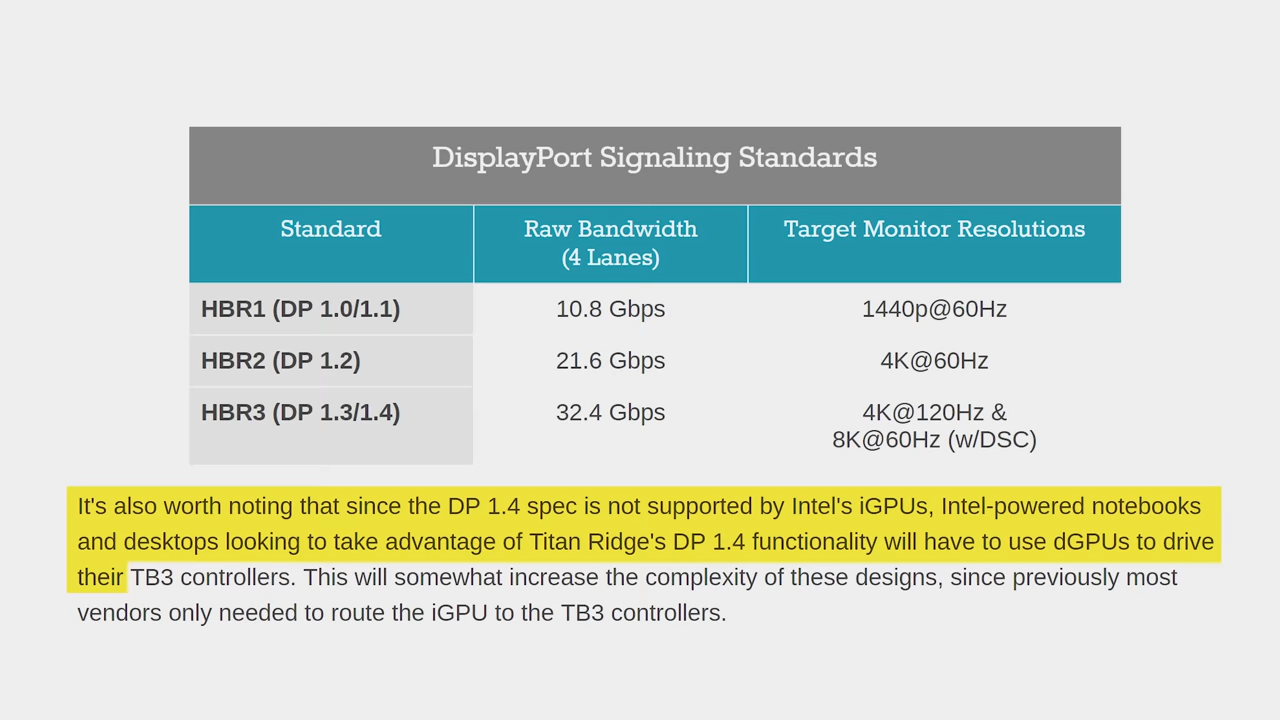 DisplayPort Signaling Standards
Standard
Raw Bandwidth
(4 Lanes)
Target Monitor Resolutions
HBR1 (DP 1.0/1.1)
10.8 Gbps
1440p@60Hz
HBR2 (DP 1.2)
21.6 Gbps
4K@60Hz
HBR3 (DP 1.3/1.4)
32.4 Gbps
4K@120Hz &
8K@60Hz (w/DSC)
It's also worth noting that since the DP 1.4 spec is not supported by Intel's iGPUs, Intel-powered notebooks
and desktops looking to take advantage of Titan Ridge's DP 1.4 functionality will have to use dGPUs to drive
their TB3 controllers. This will somewhat increase the complexity of these designs, since previously most
vendors only needed to route the iGPU to the TB3 controllers.